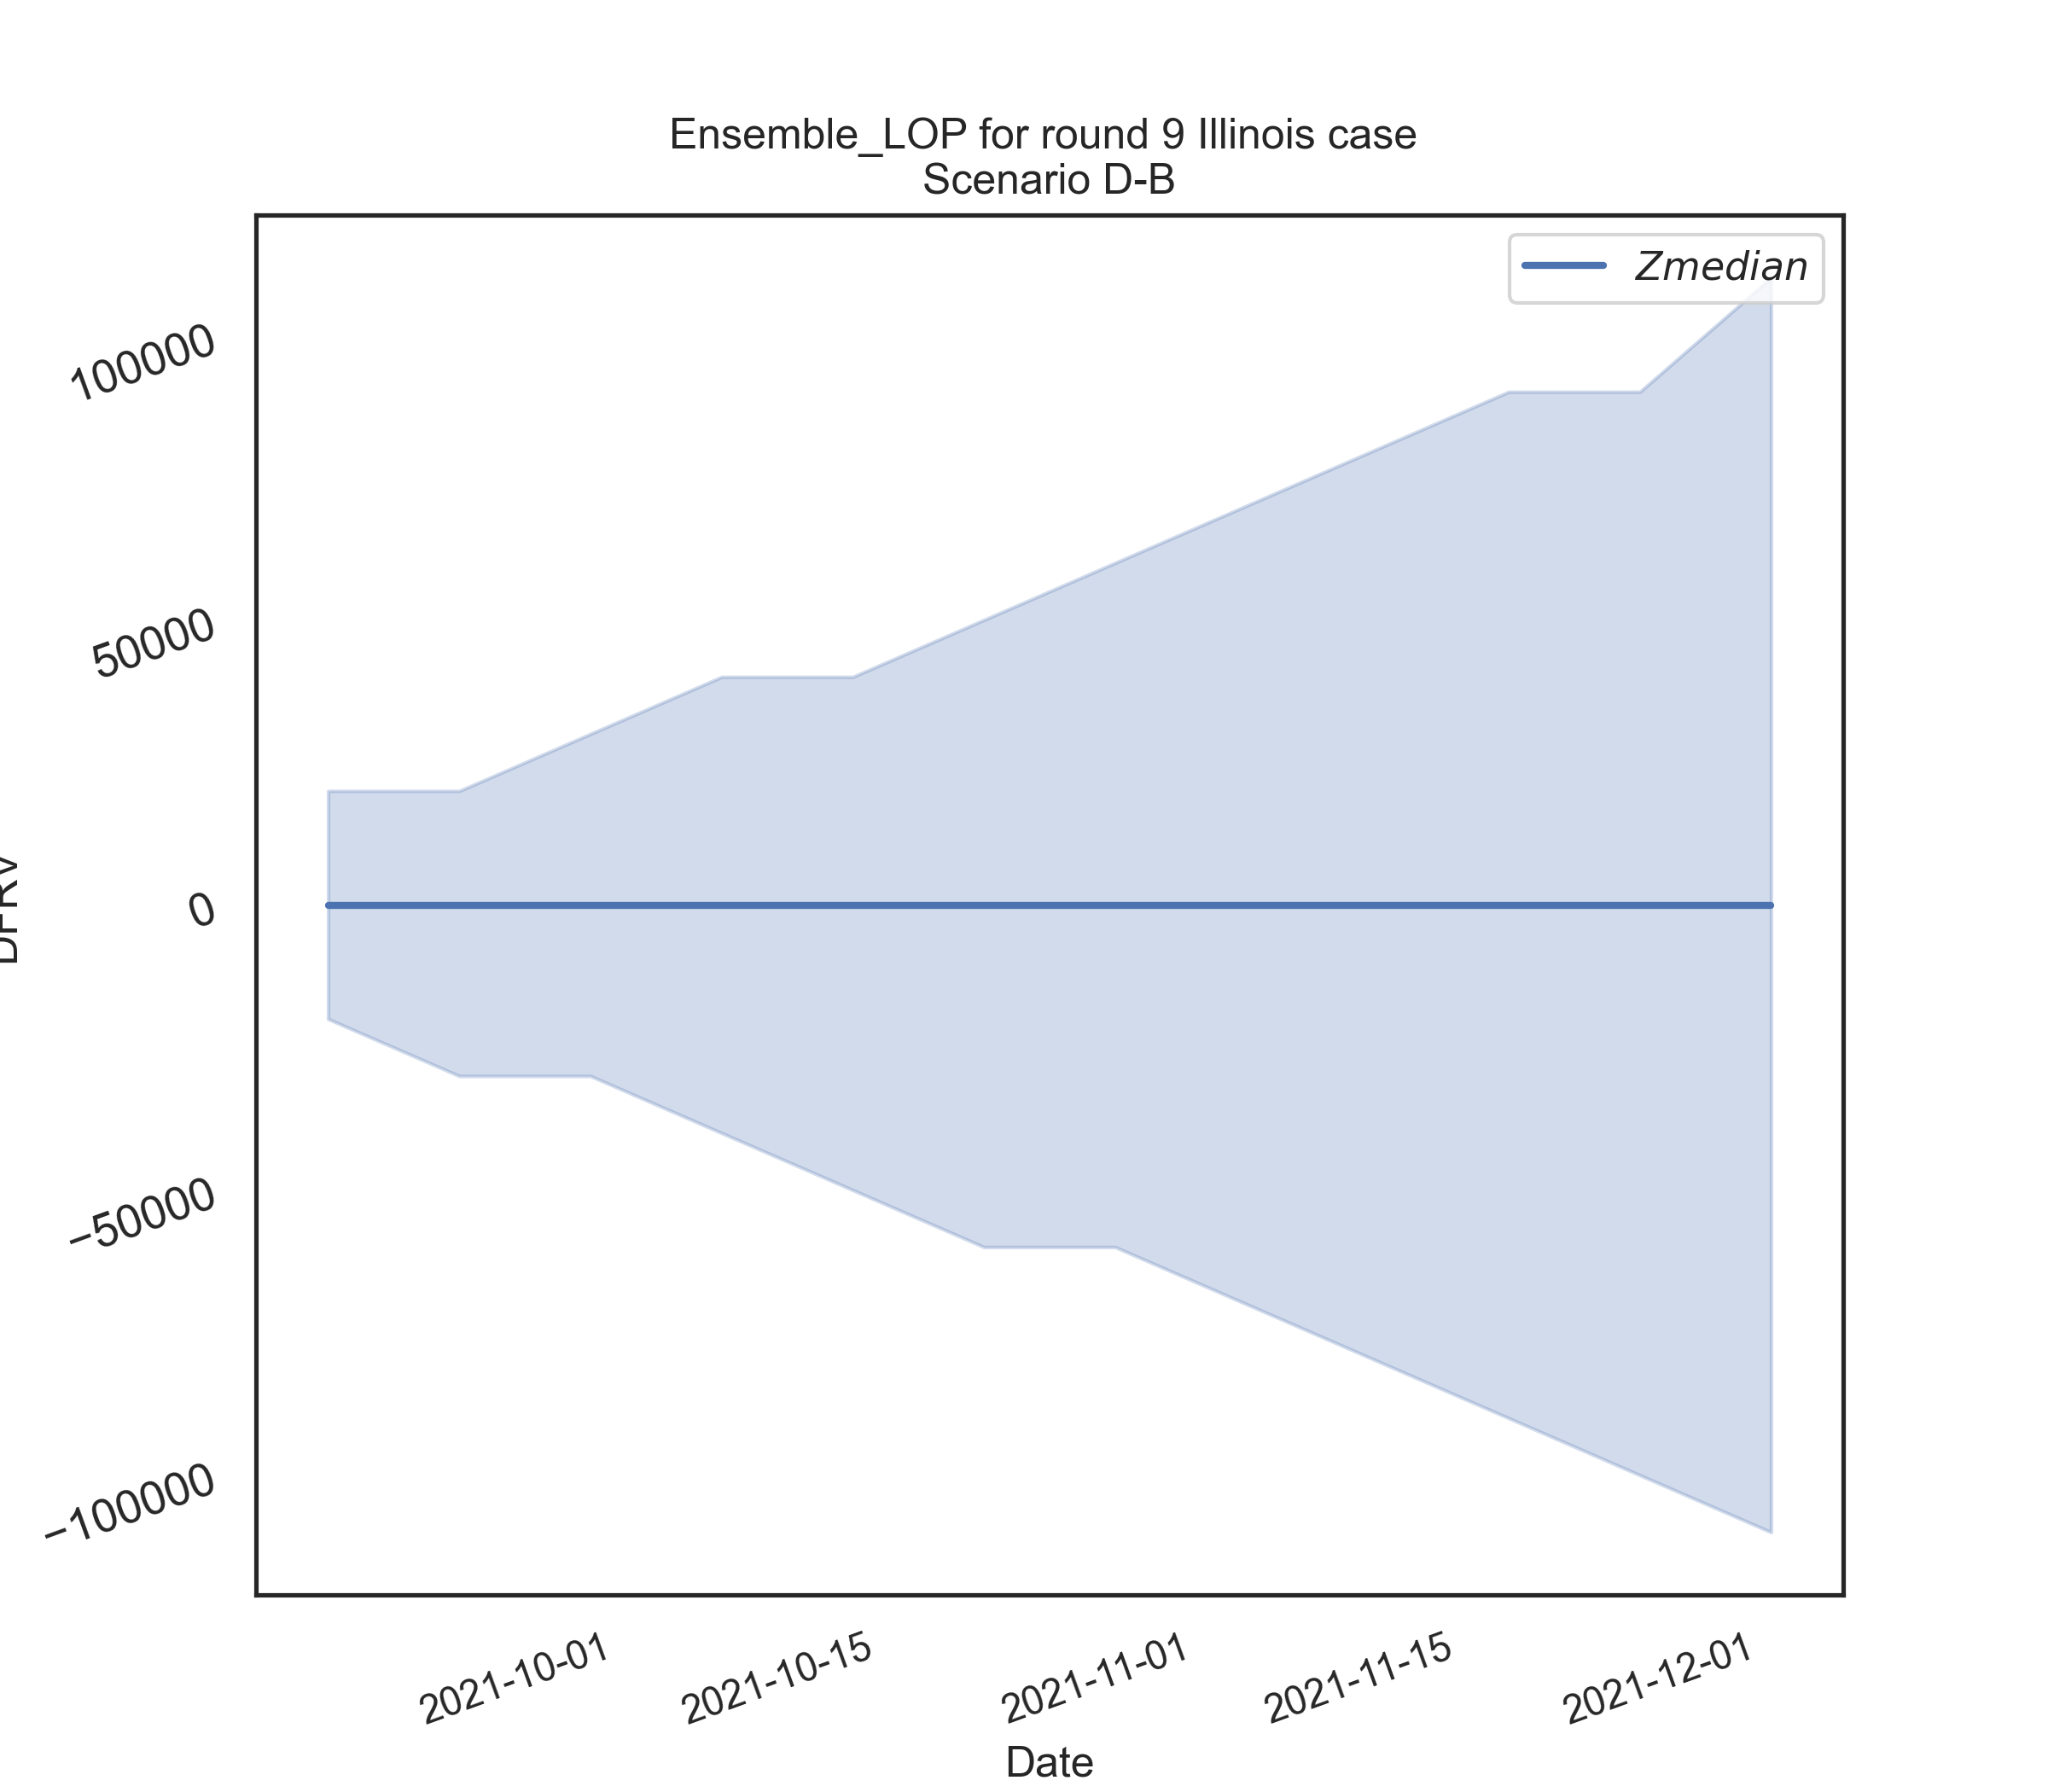 Ensemble_LOP for round 9 Illinois case
Scenario D-B
Zmedian
100000
50000
0
−50000
−100000
2021-10-01
2021-10-15
2021-11-01
2021-11-15
2021-12-01
Date